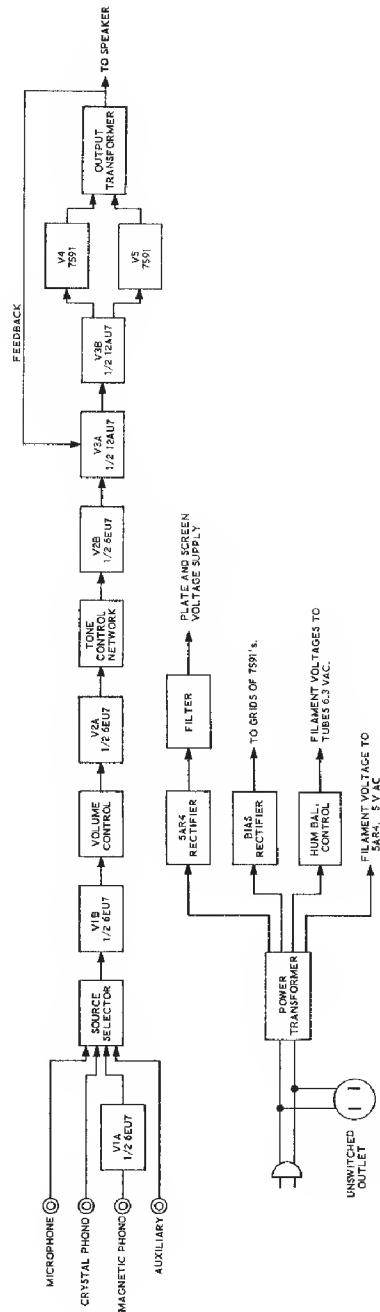 MICROPHONE
CRYSTAL PHONO
MAGNETIC PHONO
AUXILIARY
V1A
1/2 6EU7
SOURCE
SELECTOR
V1B
1/2 6EU7
VOLUME
CONTROL
V2A
1/2 6EU7
TONE
CONTROL
NETWORK
V2B
1/2 6EU7
V3A
1/2 12AU7
V3B
1/2 12AU7
FEEDBACK
V4
7591
V5
7591
OUTPUT
TRANSFORMER
TO SPEAKER
UNSWITCHED
OUTLET
POWER
TRANSFORMER
5AR4
RECTIFIER
FILTER
PLATE AND SCREEN
VOLTAGE SUPPLY
BIAS
RECTIFIER
TO GRIDS OF 7591's.
HUM BAL.
CONTROL
FILAMENT VOLTAGES TO
TUBES 6.3 VAC.
FILAMENT VOLTAGE TO
5AR4, 5 V AC